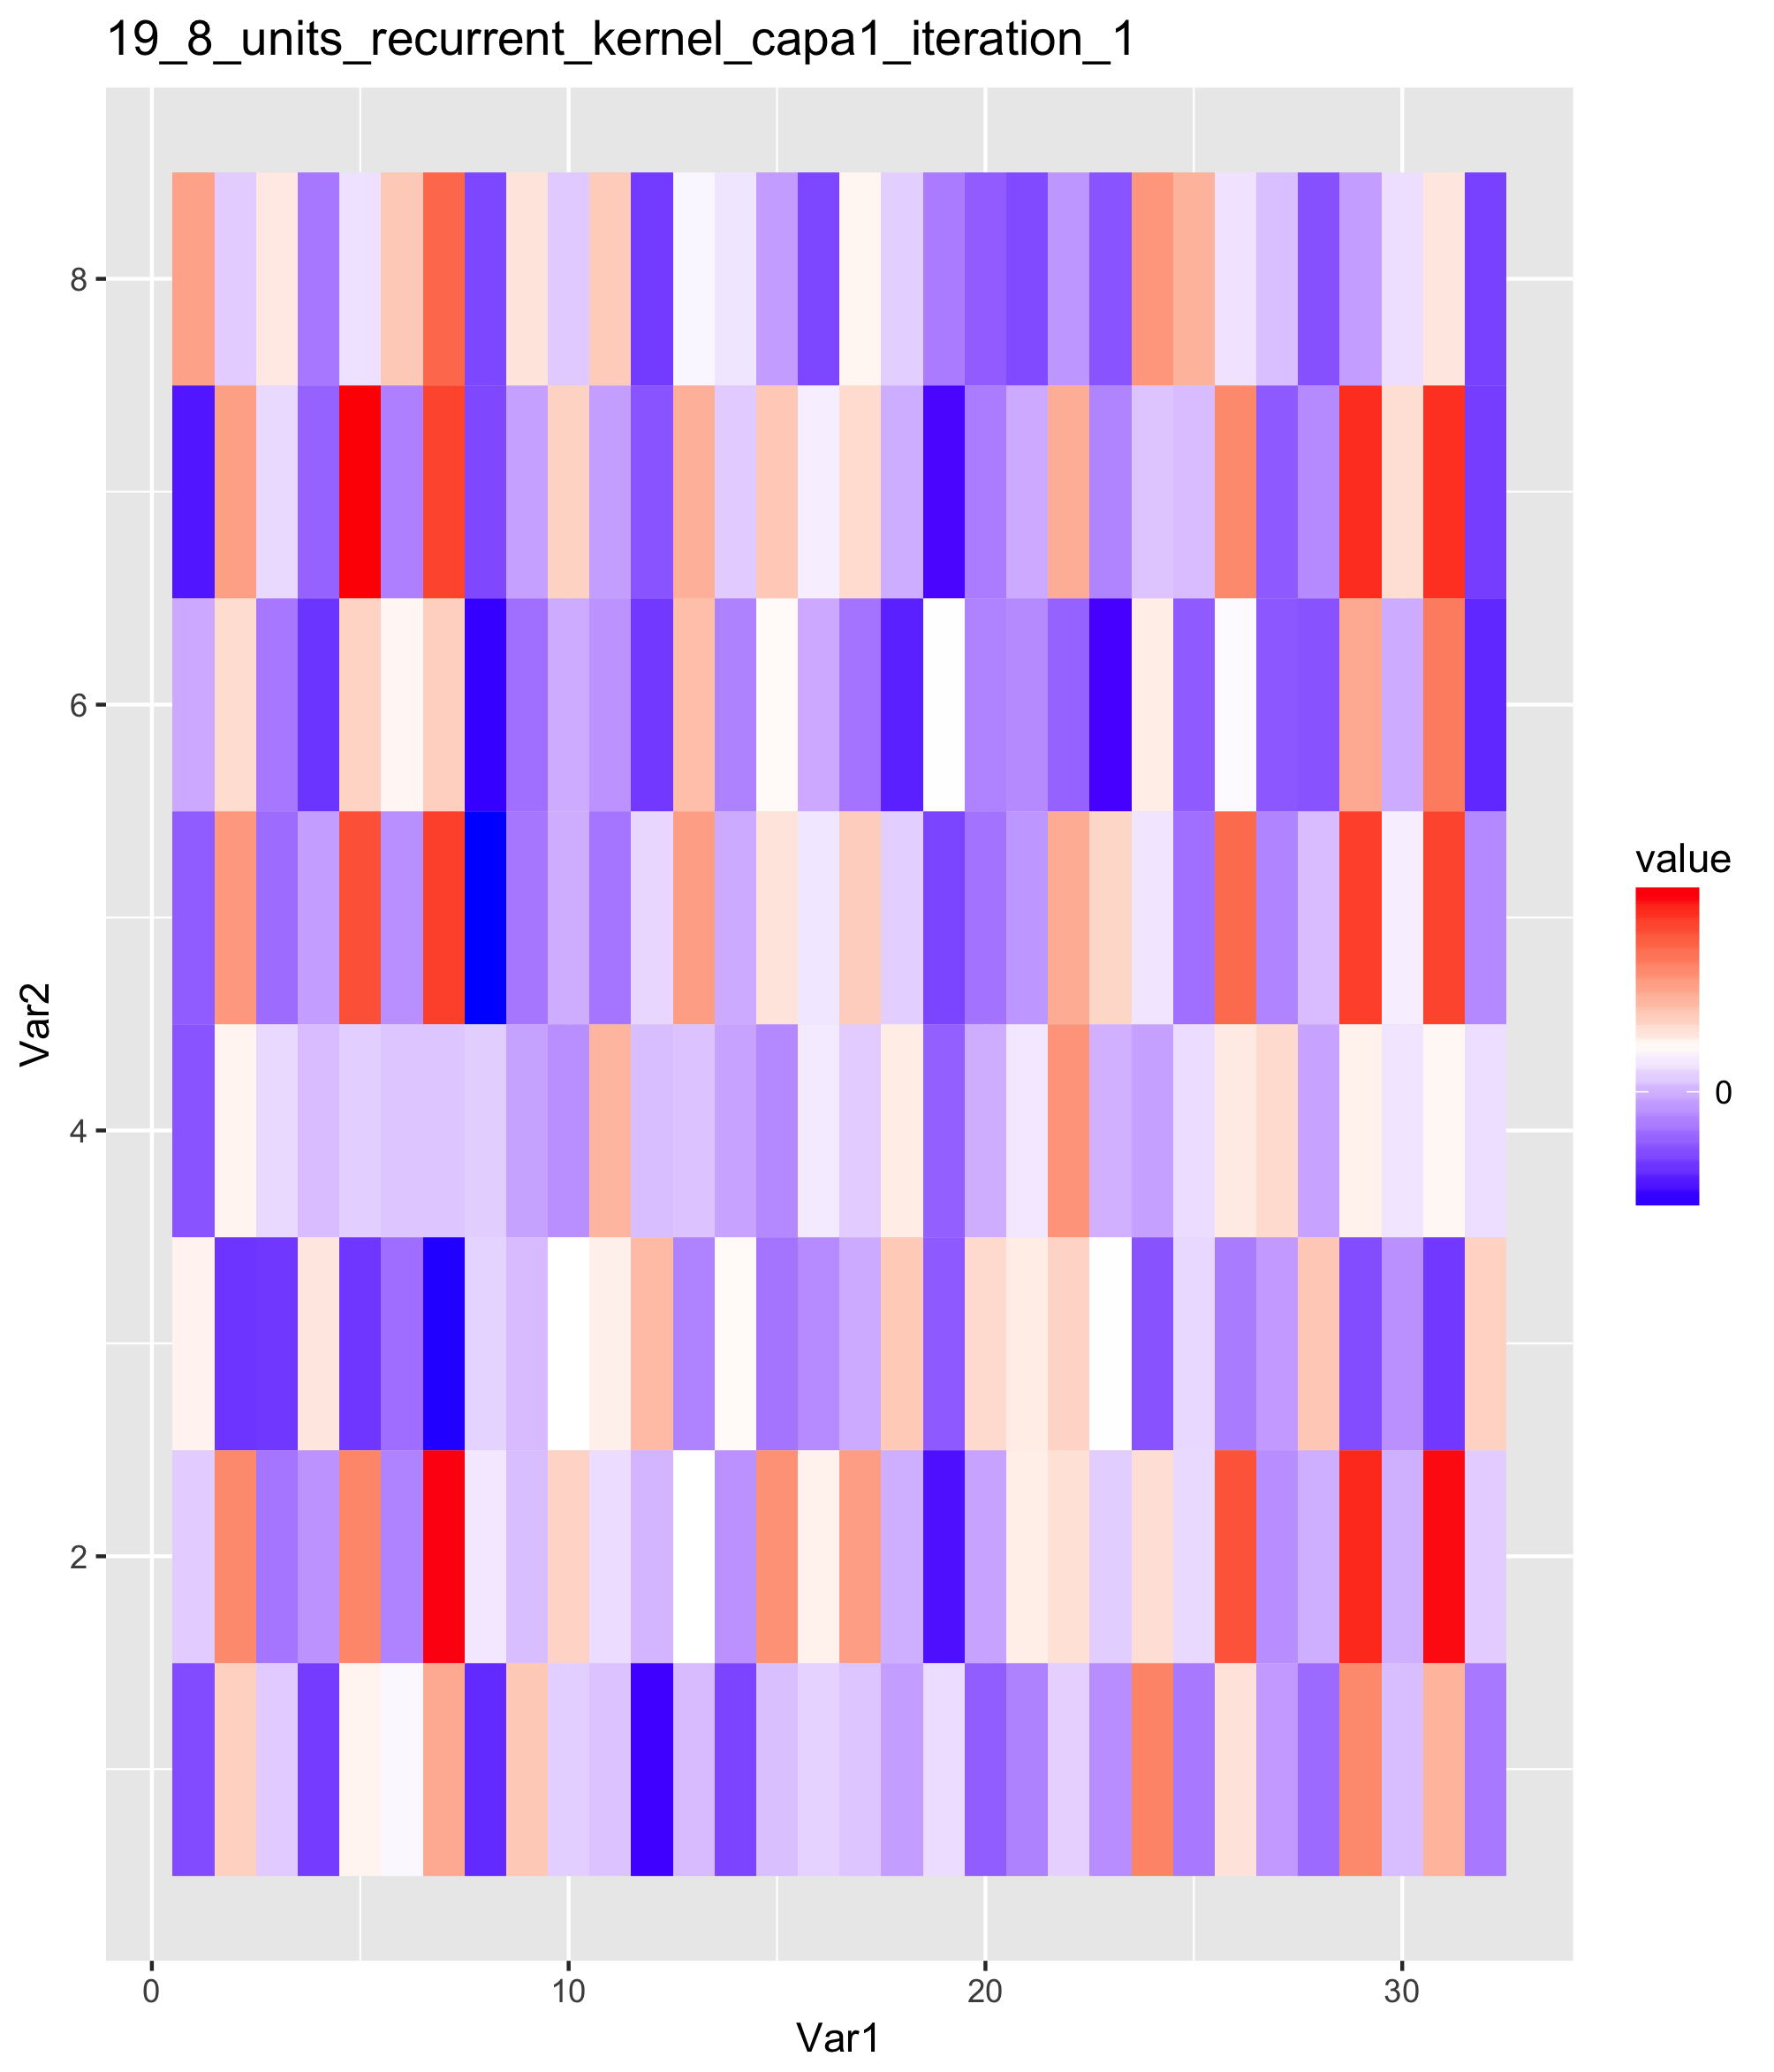 19_8_units_recurrent_kernel_capa1_iteration_1
8
6
4
2
Var2
0
10
20
30
Var1
value
0